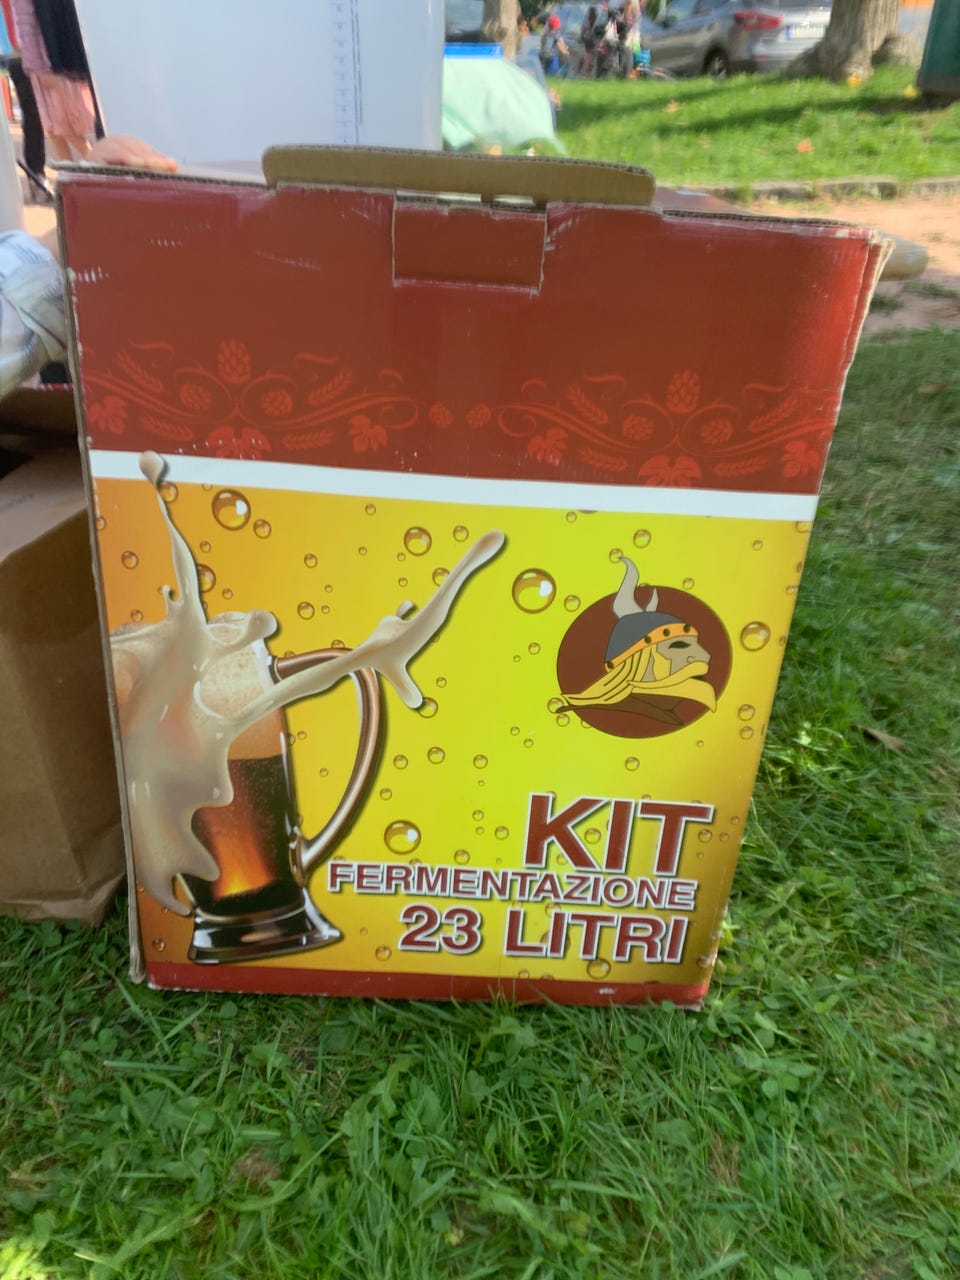 KIT
FERMENTAZIONE
23 LITRI